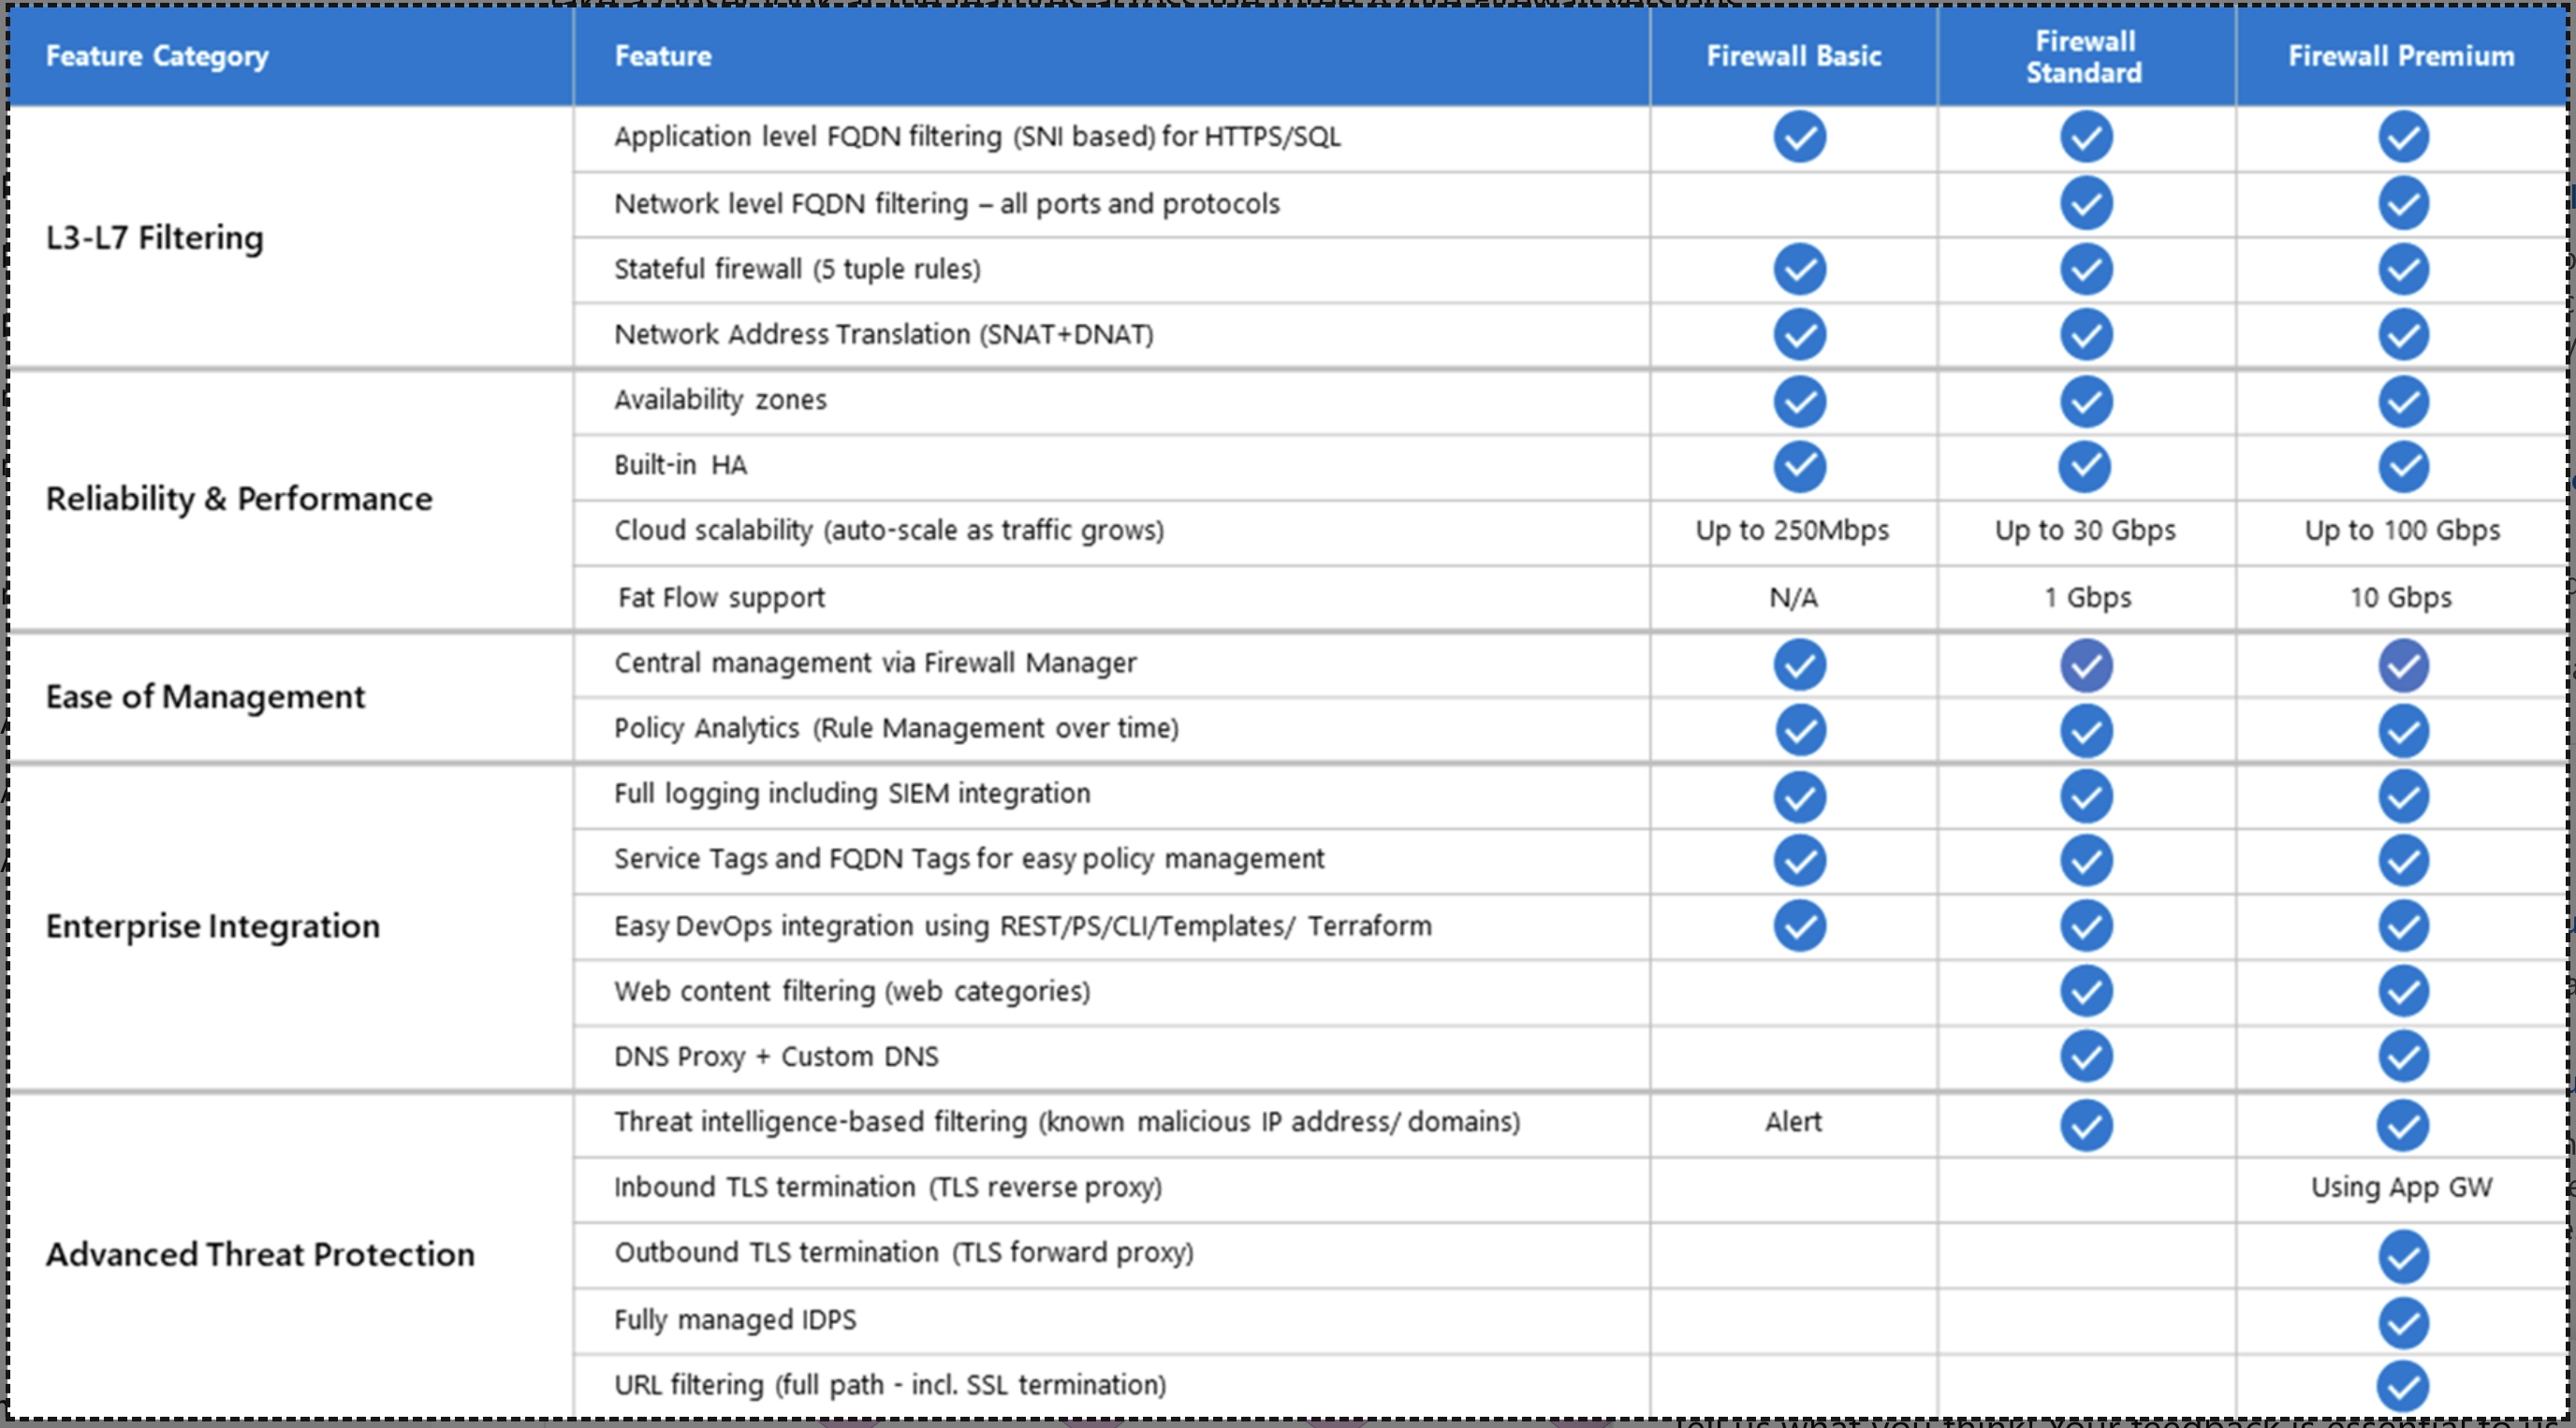 Feature Category Feature Firewall Basic Firewall Standard Firewall Premium
L3-L7 Filtering
Application level FQDN filtering (SNI based) for HTTPS/SQL
Network level FQDN filtering – all ports and protocols
Stateful firewall (5 tuple rules)
Network Address Translation (SNAT+DNAT)
Reliability & Performance
Availability zones
Built-in HA
Cloud scalability (auto-scale as traffic grows) Up to 250Mbps Up to 30 Gbps Up to 100 Gbps
Fat Flow support N/A 1 Gbps 10 Gbps
Ease of Management
Central management via Firewall Manager
Policy Analytics (Rule Management over time)
Enterprise Integration
Full logging including SIEM integration
Service Tags and FQDN Tags for easy policy management
Easy DevOps integration using REST/PS/CLI/Templates/ Terraform
Web content filtering (web categories)
DNS Proxy + Custom DNS
Advanced Threat Protection
Threat intelligence-based filtering (known malicious IP address/ domains) Alert
Inbound TLS termination (TLS reverse proxy) Using App GW
Outbound TLS termination (TLS forward proxy)
Fully managed IDPS
URL filtering (full path - incl. SSL termination)